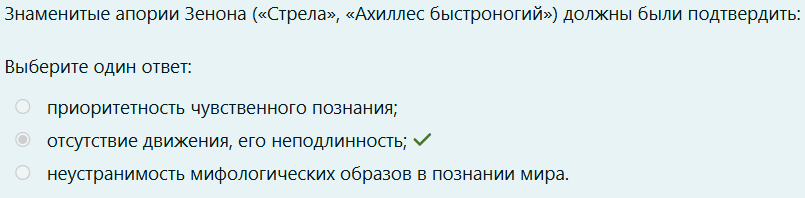 Знаменитые апории Зенона («Стрела», «Ахиллес быстроногий») должны были подтвердить:
Выберите один ответ:
приоритетность чувственного познания;
отсутствие движения, его неподлинность;
неустранимость мифологических образов в познании мира.